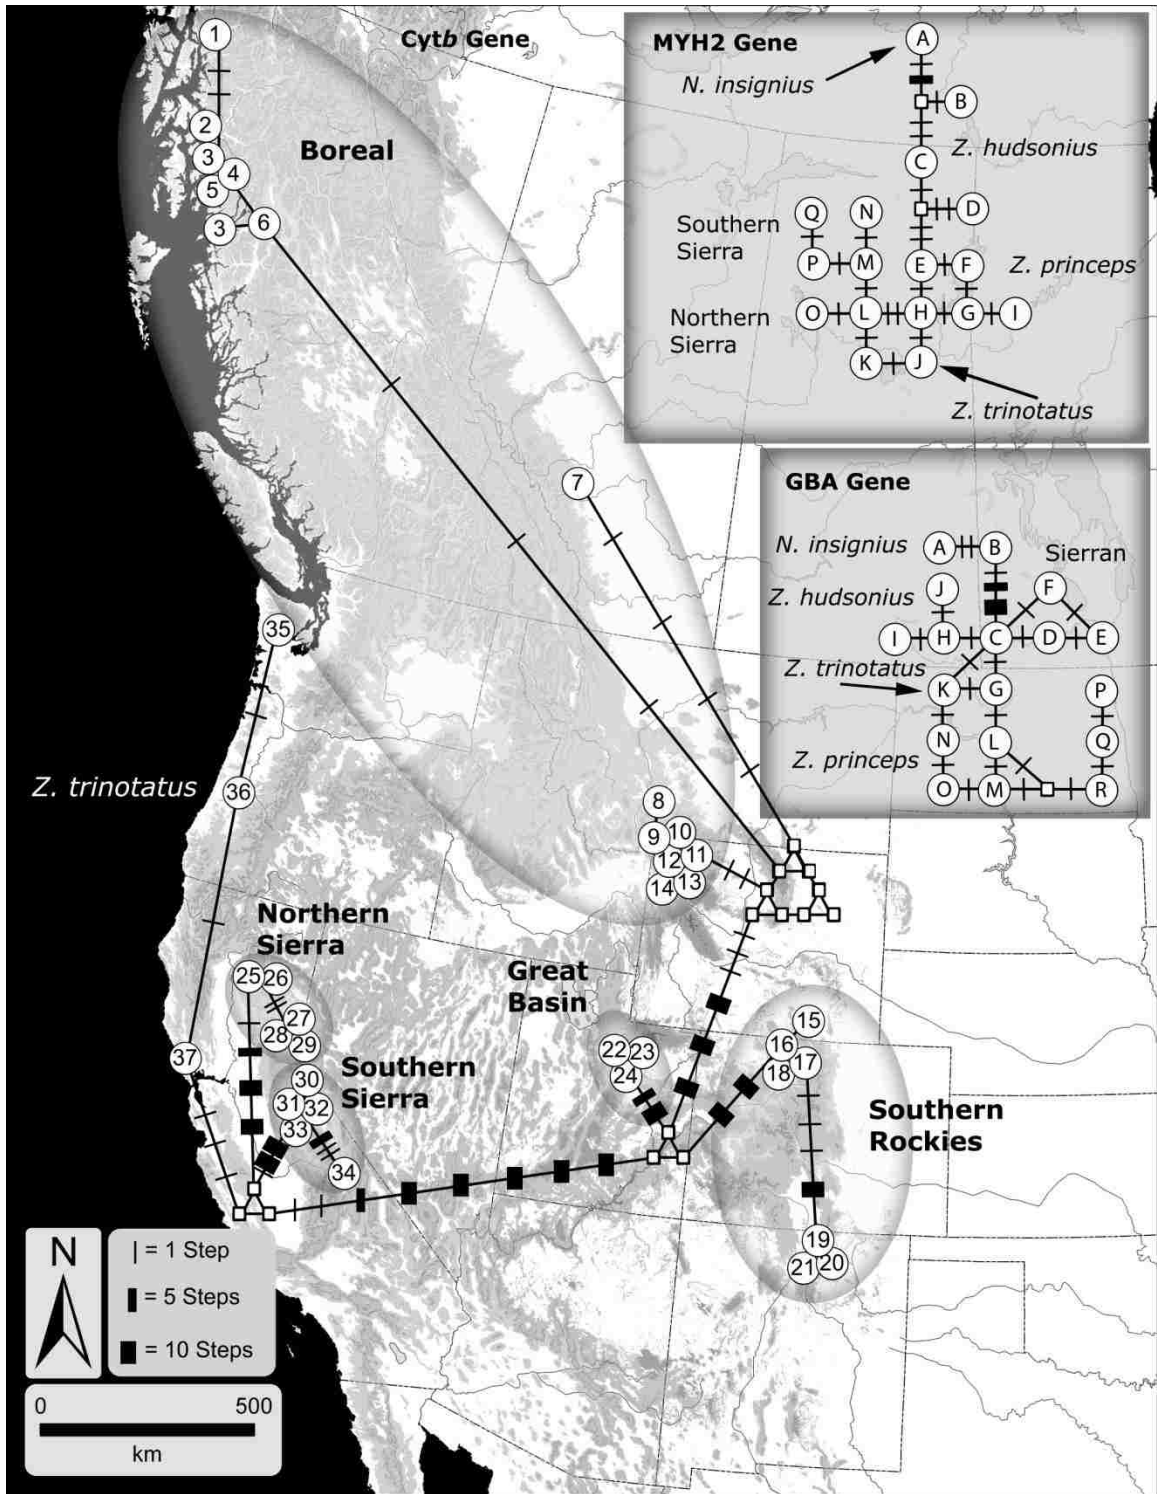 Cytb Gene
Boreal
1
2
3
4
5
3
6
7
8
9
10
11
12
13
14
MYH2 Gene
N. insignius
A
B
Z. hudsonius
C
Q
N
D
Southern
Sierra
P
M
E
F
Z. princeps
Northern
Sierra
O
L
H
G
I
K
J
Z. trinotatus
GBA Gene
N. insignius
A
B
Sierran
J
F
Z. hudsonius
I
H
C
D
E
Z. trinotatus
K
G
P
N
L
Q
Z. princeps
O
M
R
35
Z. trinotatus
36
37
Northern
Sierra
25
26
27
28
29
Southern
Sierra
30
31
32
33
34
Great
Basin
22
23
24
15
16
17
18
Southern
Rockies
19
20
21
N
= 1 Step
= 5 Steps
= 10 Steps
0
500
km